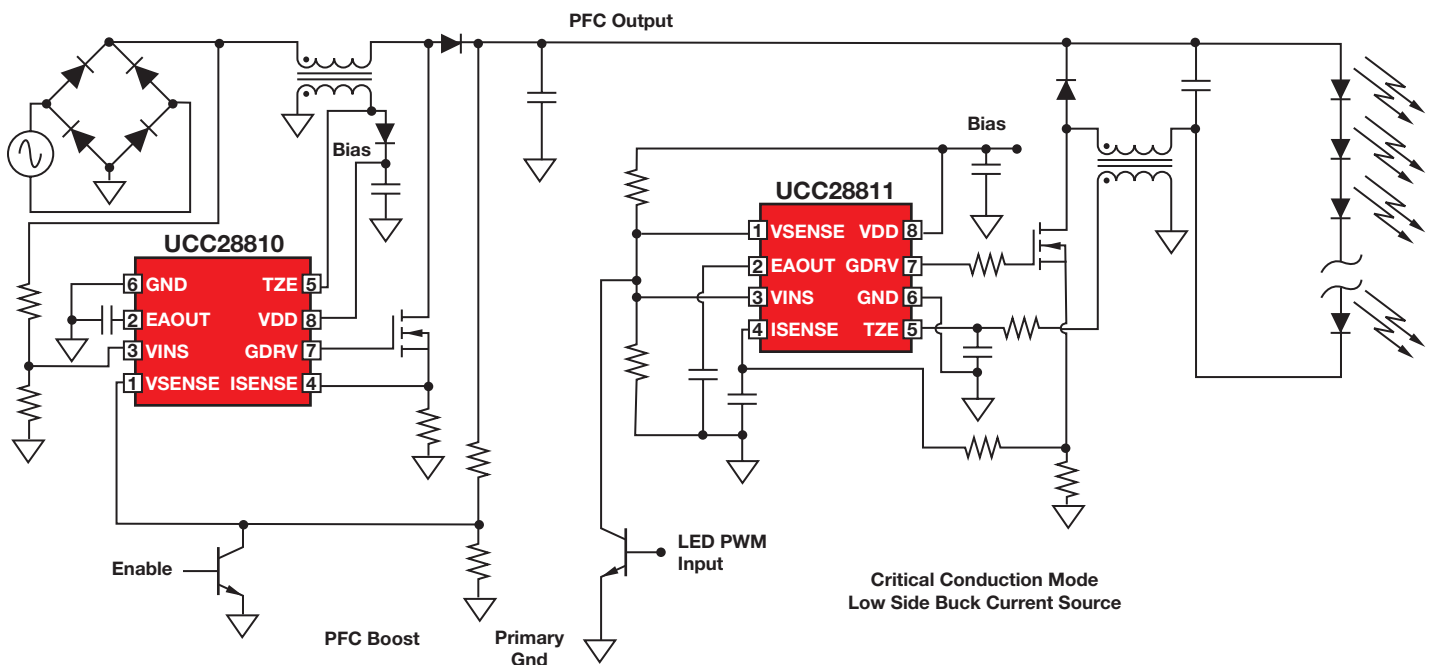 PFC Output
Bias
Bias
UCC28810
6 GND TZE 5
2 EAOUT VDD 8
3 VINS GDRV 7
1 VSENSE ISENSE 4
UCC28811
1 VSENSE VDD 8
2 EAOUT GDRV 7
3 VINS GND 6
4 ISENSE TZE 5
Enable
LED PWM
Input
PFC Boost
Primary
Gnd
Critical Conduction Mode
Low Side Buck Current Source